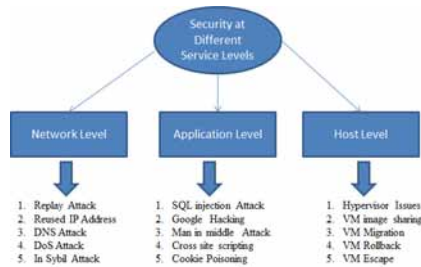 Security at
Different
Service Levels
Network Level
Application Level
Host Level
1. Replay Attack
2. Reused IP Address
3. DNS Attack
4. DoS Attack
5. In Sybil Attack
1. SQL injection Attack
2. Google Hacking
3. Man in middle Attack
4. Cross site scripting
5. Cookie Poisoning
1. Hypervisor Issues
2. VM image sharing
3. VM Migration
4. VM Rollback
5. VM Escape